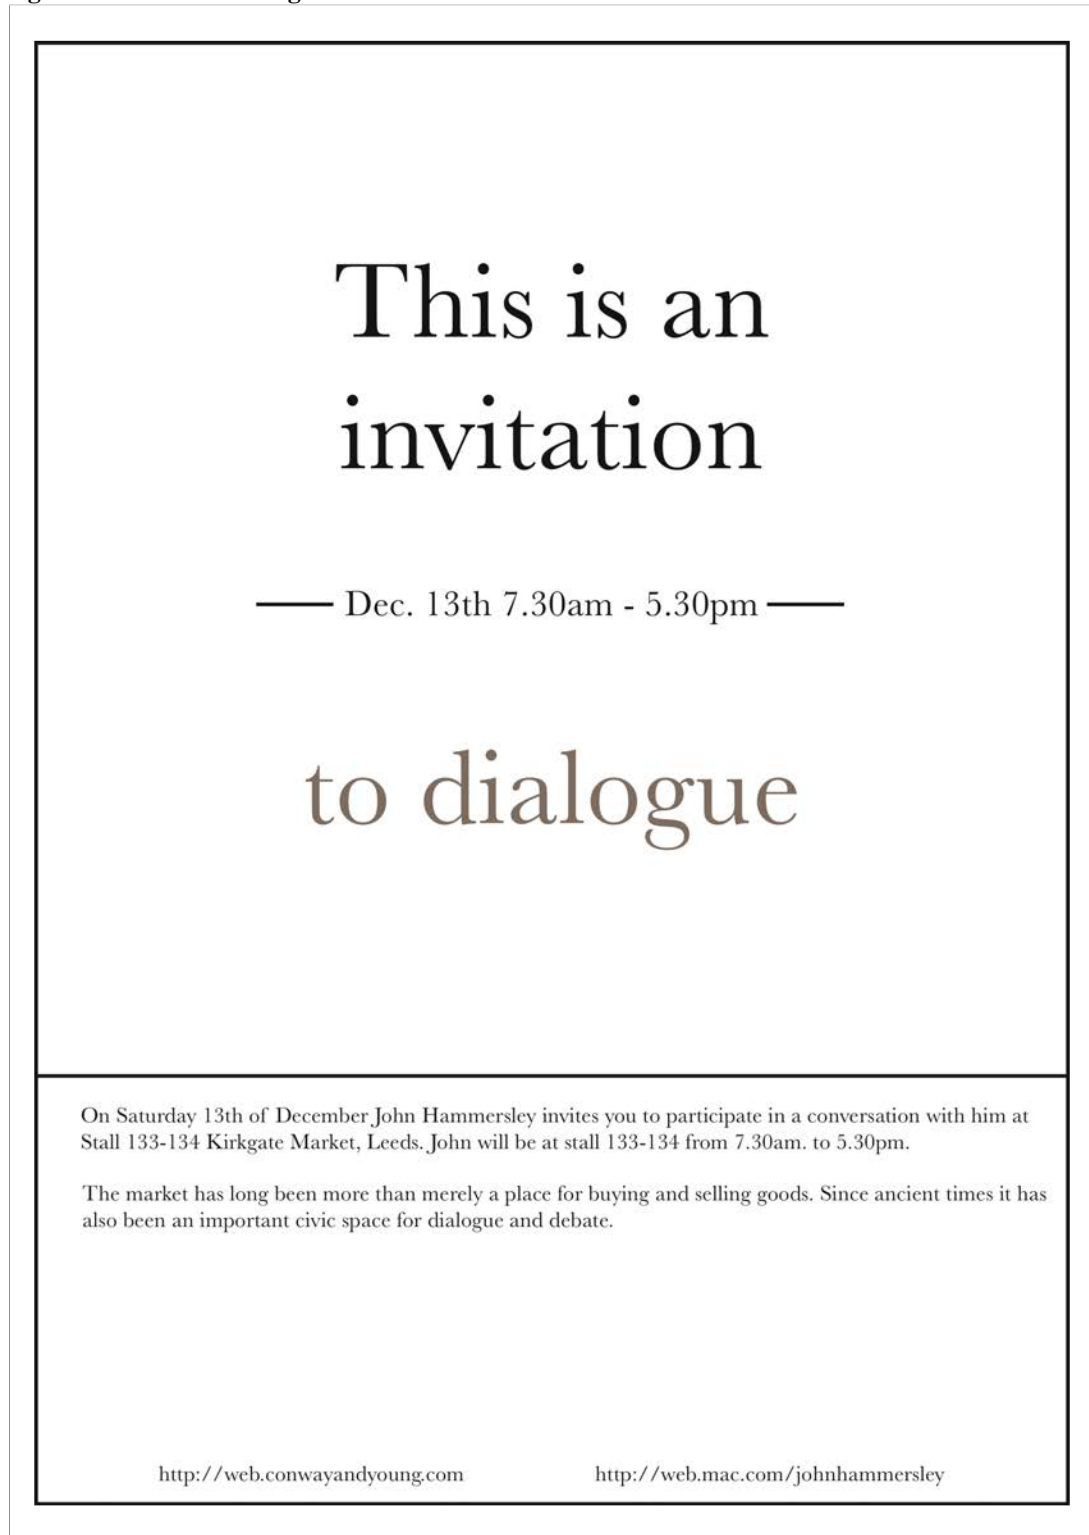 This is an
invitation
Dec. 13th 7.30am - 5.30pm
to dialogue
On Saturday 13th of December John Hammersley invites you to participate in a conversation with him at
Stall 133-134 Kirkgate Market, Leeds. John will be at stall 133-134 from 7.30am. to 5.30pm.
The market has long been more than merely a place for buying and selling goods. Since ancient times it has
also been an important civic space for dialogue and debate.
http://web.conwayandyoung.com
http://web.mac.com/johnhammersley